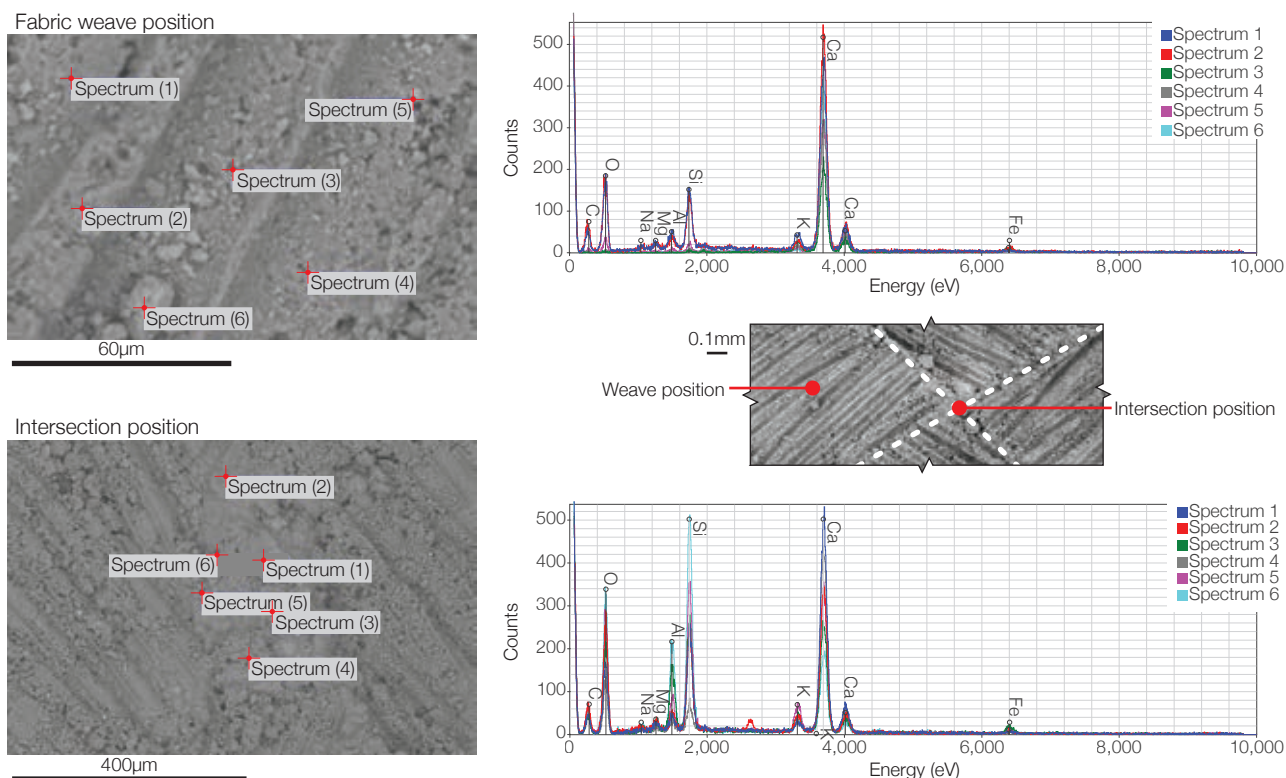 Fabric weave position
Spectrum (1)
Spectrum (5)
Spectrum (3)
Spectrum (2)
Spectrum (4)
Spectrum (6)
60µm
500
400
300
200
100
0
Counts
C
O
Na
Mg
Al
Si
K
Ca
Ca
Fe
0
2,000
4,000
6,000
8,000
10,000
Energy (eV)
Spectrum 1
Spectrum 2
Spectrum 3
Spectrum 4
Spectrum 5
Spectrum 6
0.1mm
Weave position
Intersection position
Intersection position
Spectrum (2)
Spectrum (6)
Spectrum (1)
Spectrum (5)
Spectrum (3)
Spectrum (4)
400µm
500
400
300
200
100
0
Counts
C
O
Na
Mg
Al
Si
K
K
Ca
Ca
Fe
0
2,000
4,000
6,000
8,000
10,000
Energy (eV)
Spectrum 1
Spectrum 2
Spectrum 3
Spectrum 4
Spectrum 5
Spectrum 6